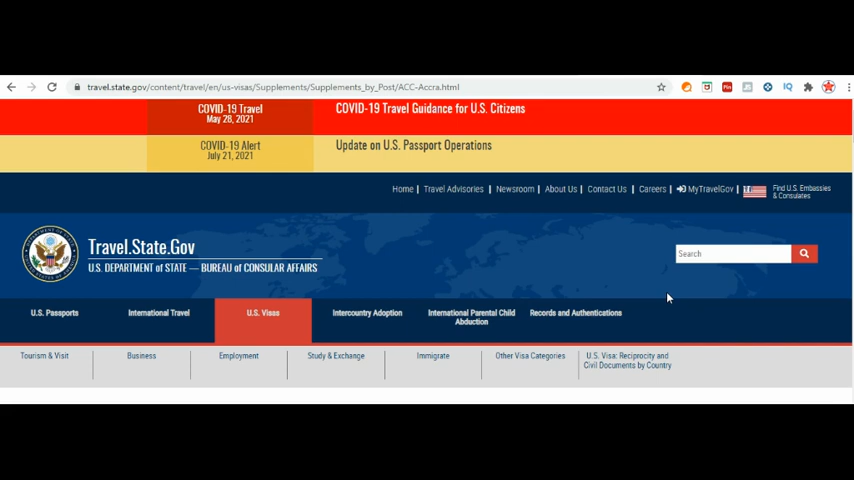 travel.state.gov/content/travel/en/us-visas/Supplements/Supplements_by_Post/ACC-Accra.html
COVID-19 Travel
May 28, 2021
COVID-19 Travel Guidance for U.S. Citizens
COVID-19 Alert
July 21, 2021
Update on U.S. Passport Operations
Home | Travel Advisories | Newsroom | About Us | Contact Us | Careers | MyTravelGov |
Find U.S. Embassies
& Consulates
Travel.State.Gov
U.S. DEPARTMENT of STATE — BUREAU of CONSULAR AFFAIRS
Search
U.S. Passports
International Travel
U.S. Visas
Intercountry Adoption
International Parental Child
Abduction
Records and Authentications
Tourism & Visit
Business
Employment
Study & Exchange
Immigrate
Other Visa Categories
U.S. Visa: Reciprocity and
Civil Documents by Country